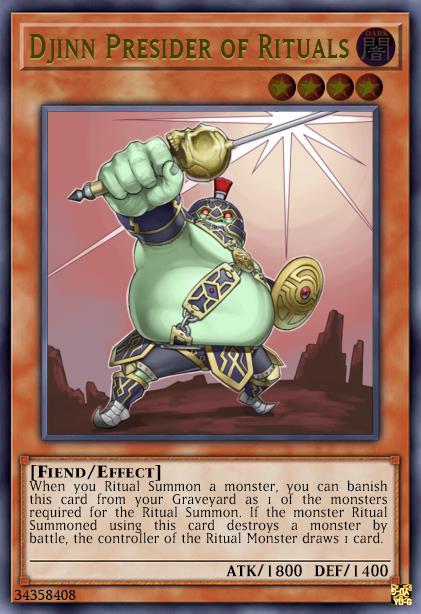 Djinn Presider of Rituals
DARK
闇
[Fiend/Effect]
When you Ritual Summon a monster, you can banish
this card from your Graveyard as 1 of the monsters
required for the Ritual Summon. If the monster Ritual
Summoned using this card destroys a monster by
battle, the controller of the Ritual Monster draws 1 card.
ATK/1800 DEF/1400
34358408